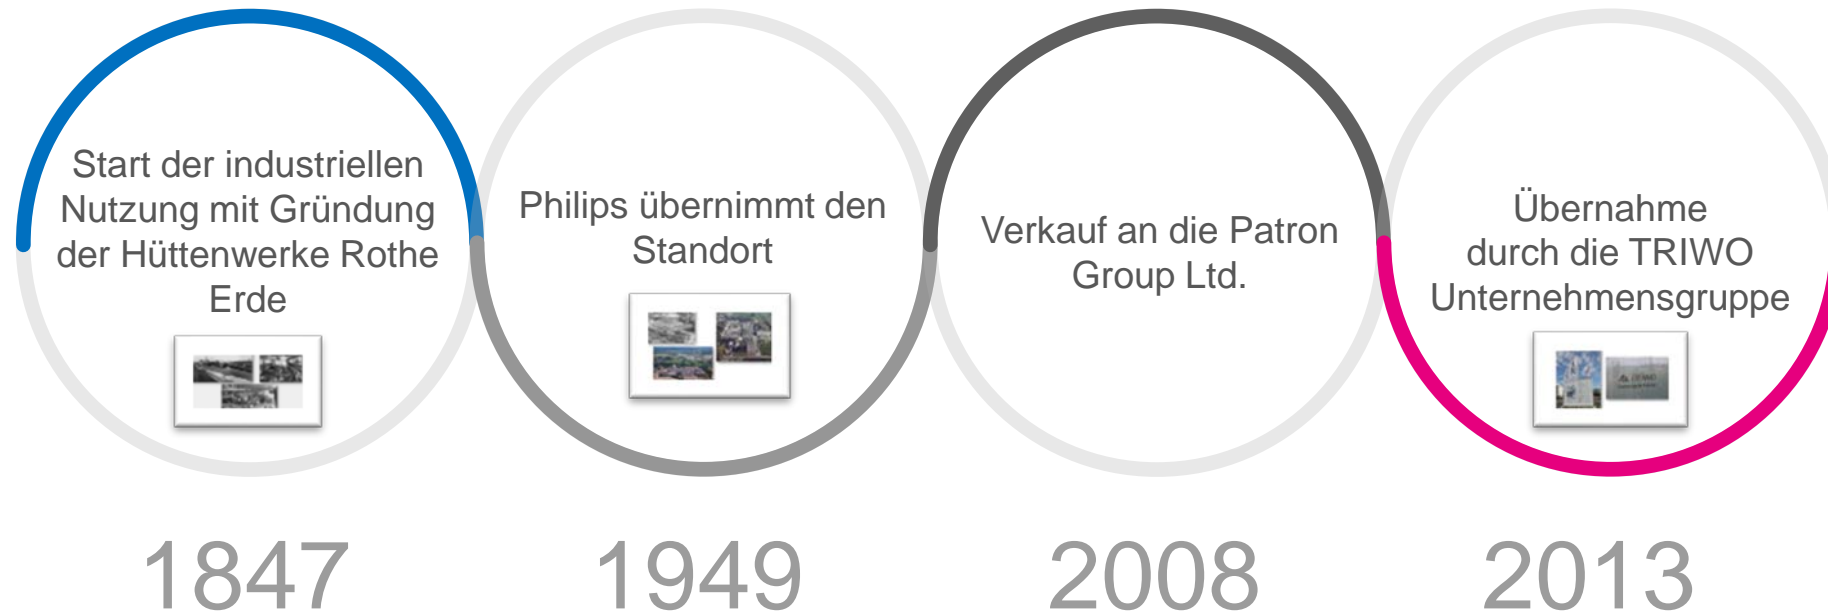 Start der industriellen
Nutzung mit Gründung
der Hüttenwerke Rothe
Erde
Philips übernimmt den
Standort
Verkauf an die Patron
Group Ltd.
Übernahme
durch die TRIWO
Unternehmensgruppe
TRIWO
1847
1949
2008
2013